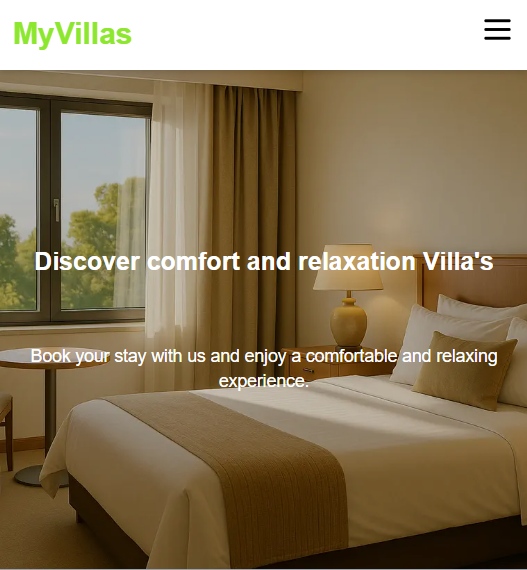 MyVillas
Discover comfort and relaxation Villa's
Book your stay with us and enjoy a comfortable and relaxing
experience.